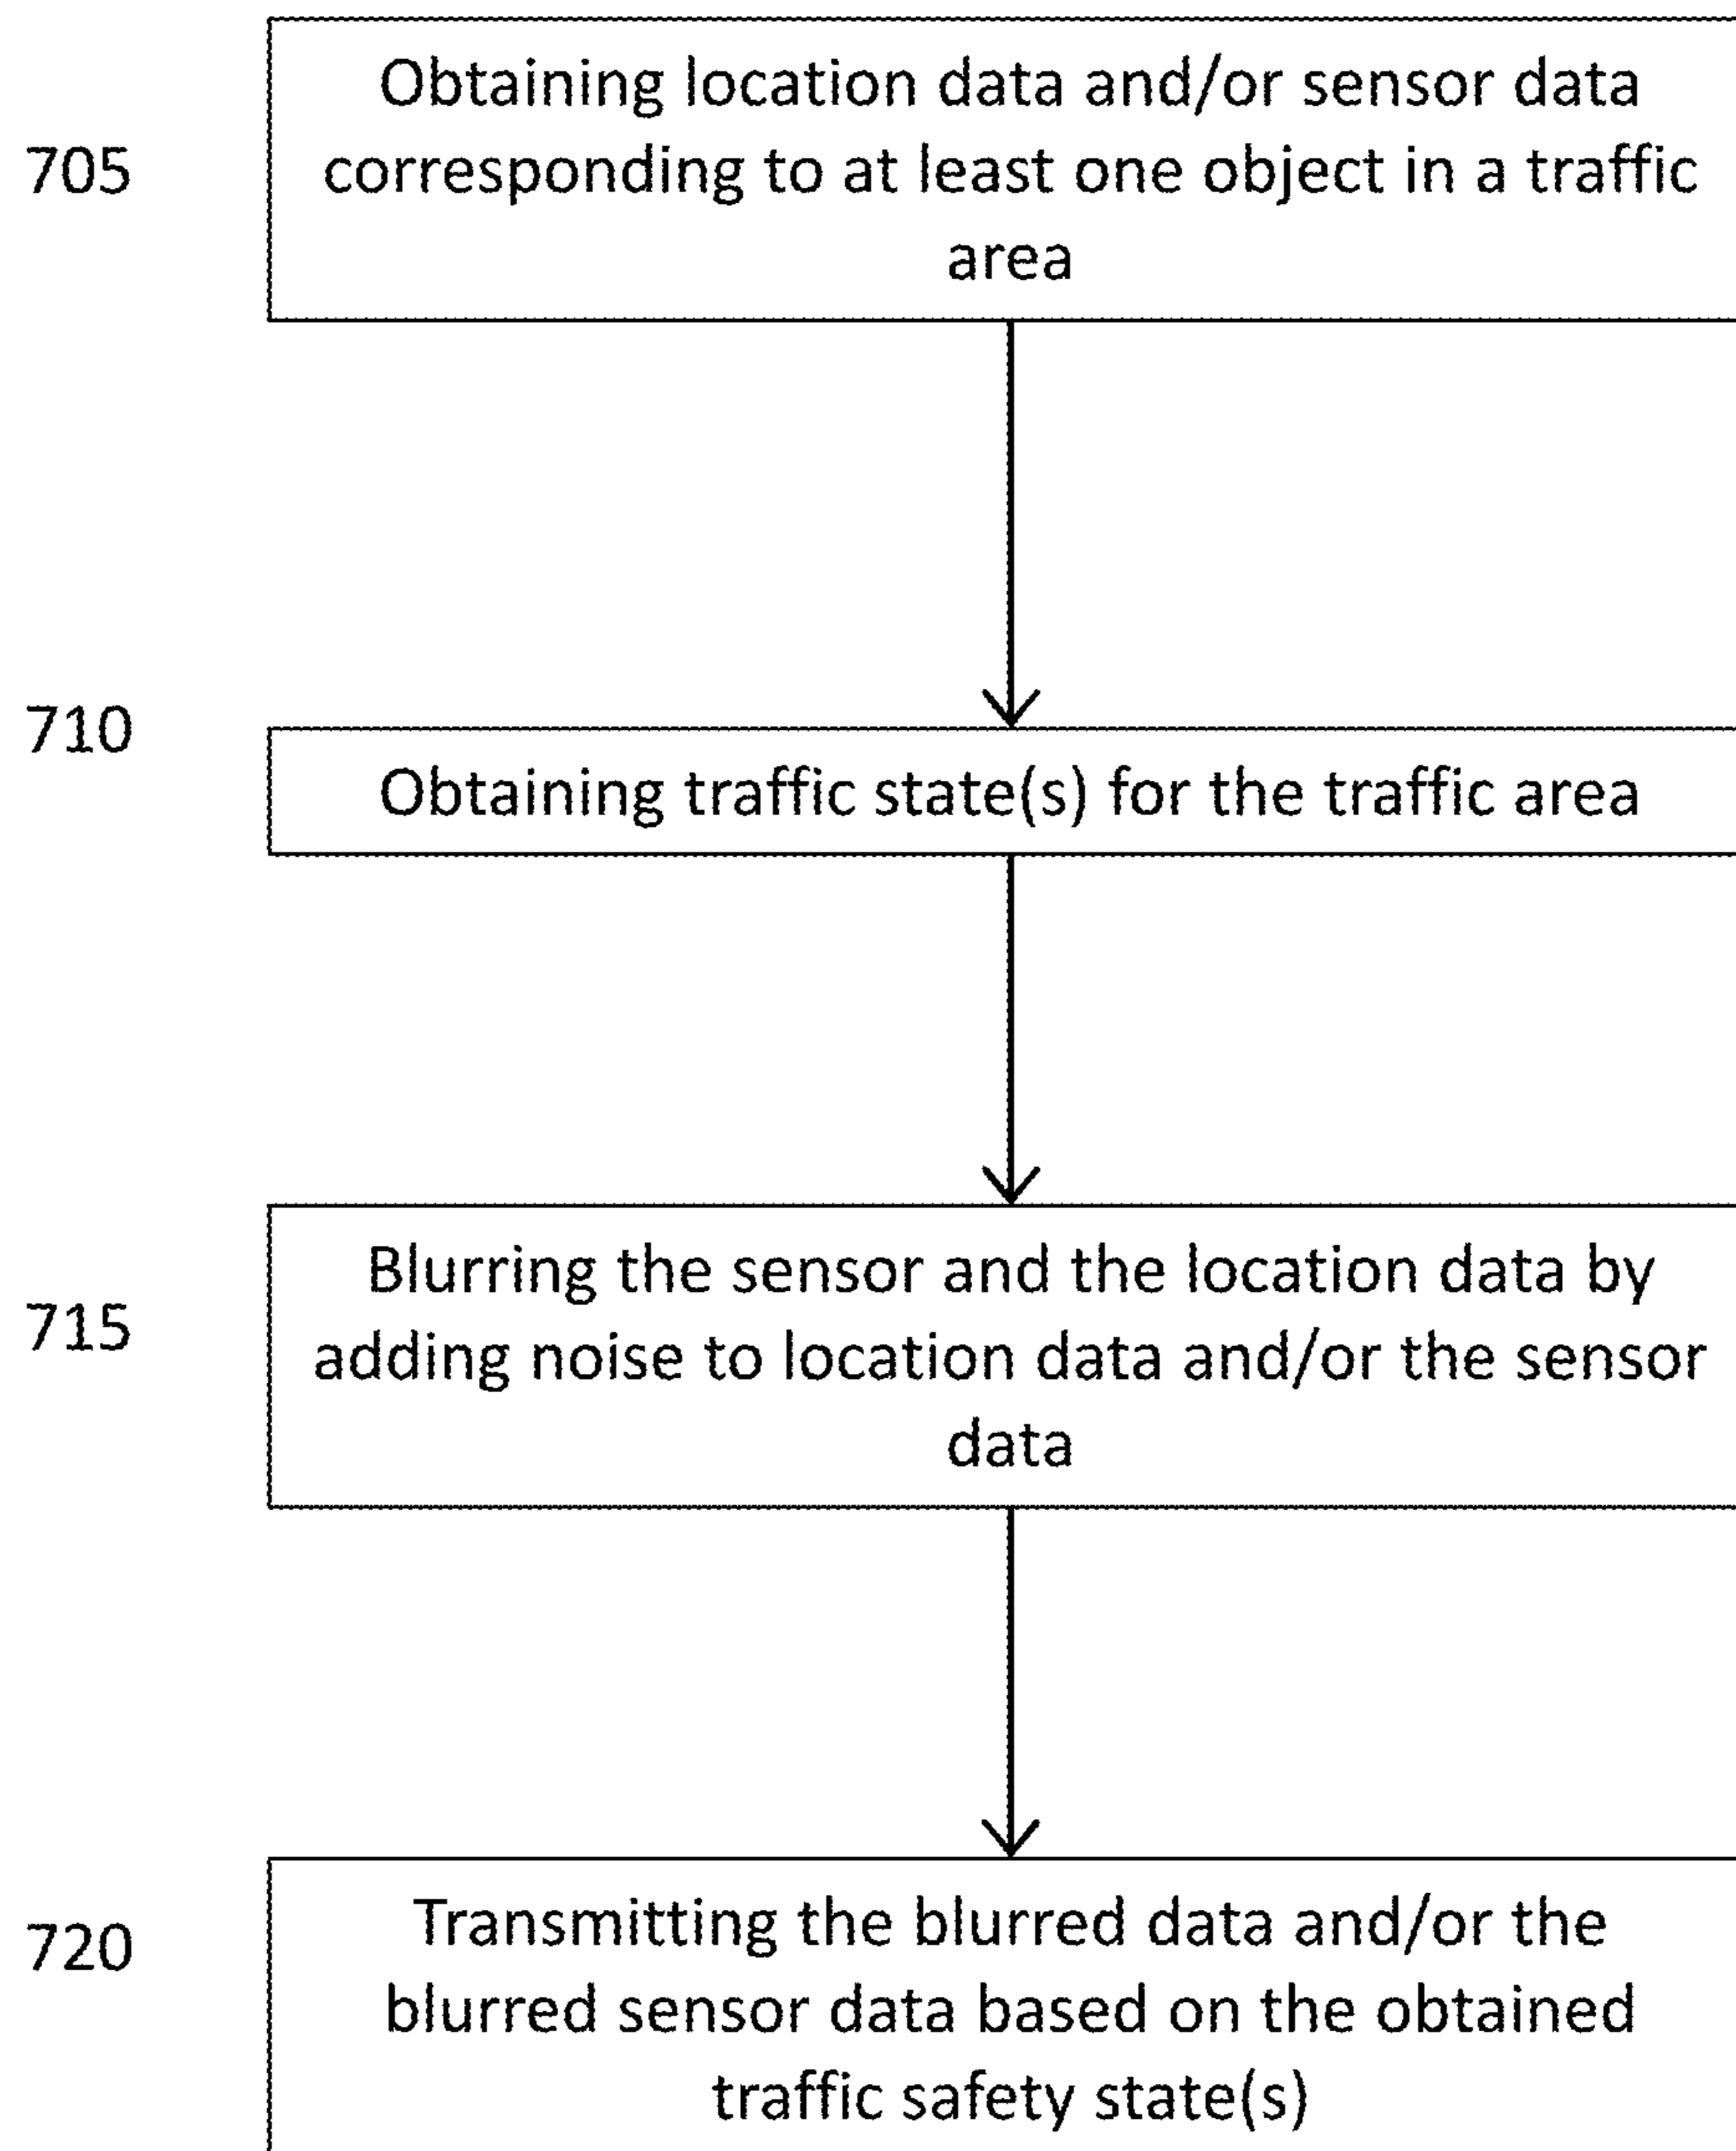 Obtaining location data and/or sensor data
705
corresponding to at least one object in a traffic
area
710
Obtaining traffic state(s) for the traffic area
Blurring the sensor and the location data by
715
adding noise to location data and/or the sensor
data
Transmitting the blurred data and/or the
720
blurred sensor data based on the obtained
traffic safety state(s)